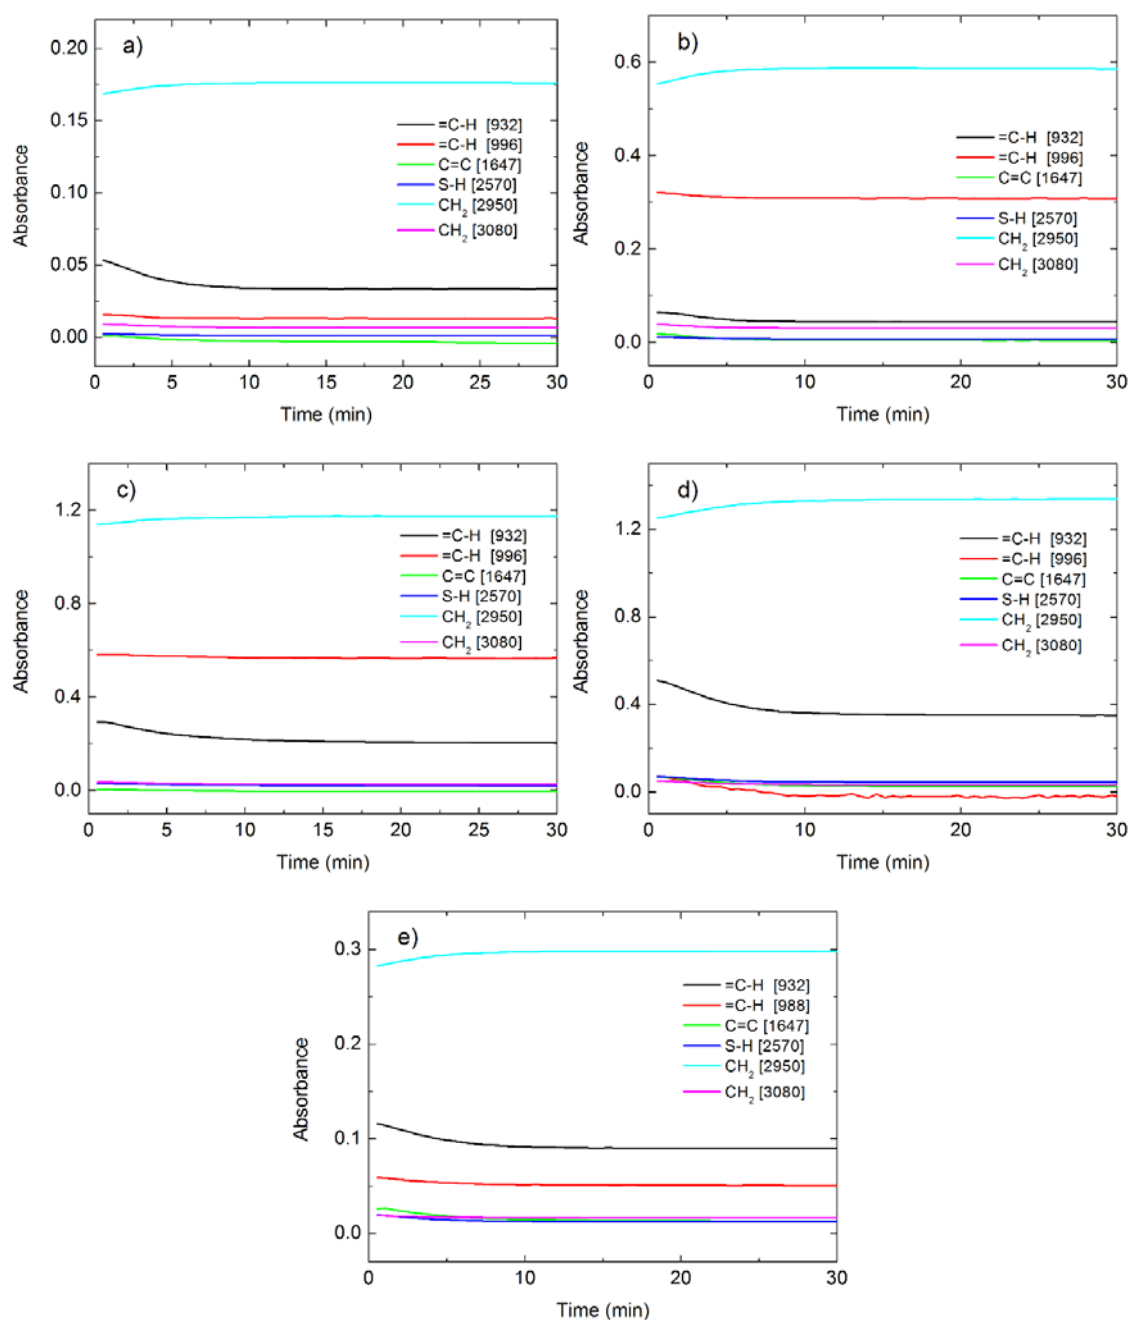 a)
0.20
0.15
0.10
0.05
0.00
Absorbance
=C-H [932]
=C-H [996]
C=C [1647]
S-H [2570]
CH2 [2950]
CH2 [3080]
0 5 10 15 20 25 30
Time (min)
b)
0.6
0.4
0.2
0.0
Absorbance
=C-H [932]
=C-H [996]
C=C [1647]
S-H [2570]
CH2 [2950]
CH2 [3080]
0 10 20 30
Time (min)
c)
1.2
0.8
0.4
0.0
Absorbance
=C-H [932]
=C-H [996]
C=C [1647]
S-H [2570]
CH2 [2950]
CH2 [3080]
0 5 10 15 20 25 30
Time (min)
d)
1.2
0.8
0.4
0.0
Absorbance
=C-H [932]
=C-H [996]
C=C [1647]
S-H [2570]
CH2 [2950]
CH2 [3080]
0 10 20 30
Time (min)
e)
0.3
0.2
0.1
0.0
Absorbance
=C-H [932]
=C-H [988]
C=C [1647]
S-H [2570]
CH2 [2950]
CH2 [3080]
0 10 20 30
Time (min)